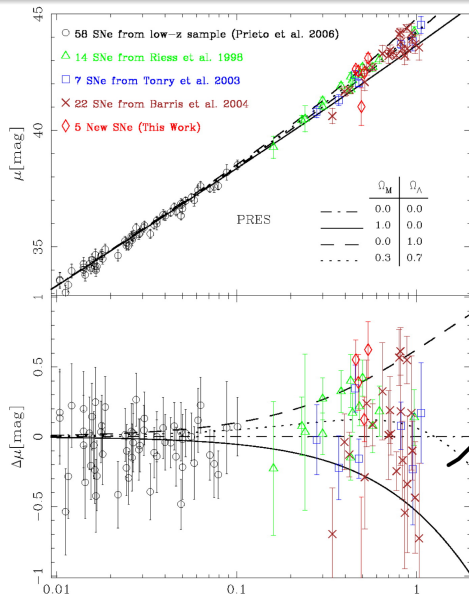 45
58 SNe from low-z sample (Prieto et al. 2006)
14 SNe from Riess et al. 1998
7 SNe from Tonry et al. 2003
22 SNe from Barris et al. 2004
5 New SNe (This Work)
40
μ[mag]
Ω_M Ω_Λ
PRES
0.0 0.0
1.0 0.0
0.0 1.0
0.3 0.7
35
1
0.5
Δμ[mag]
0
−0.5
−1
0.01 0.1 1